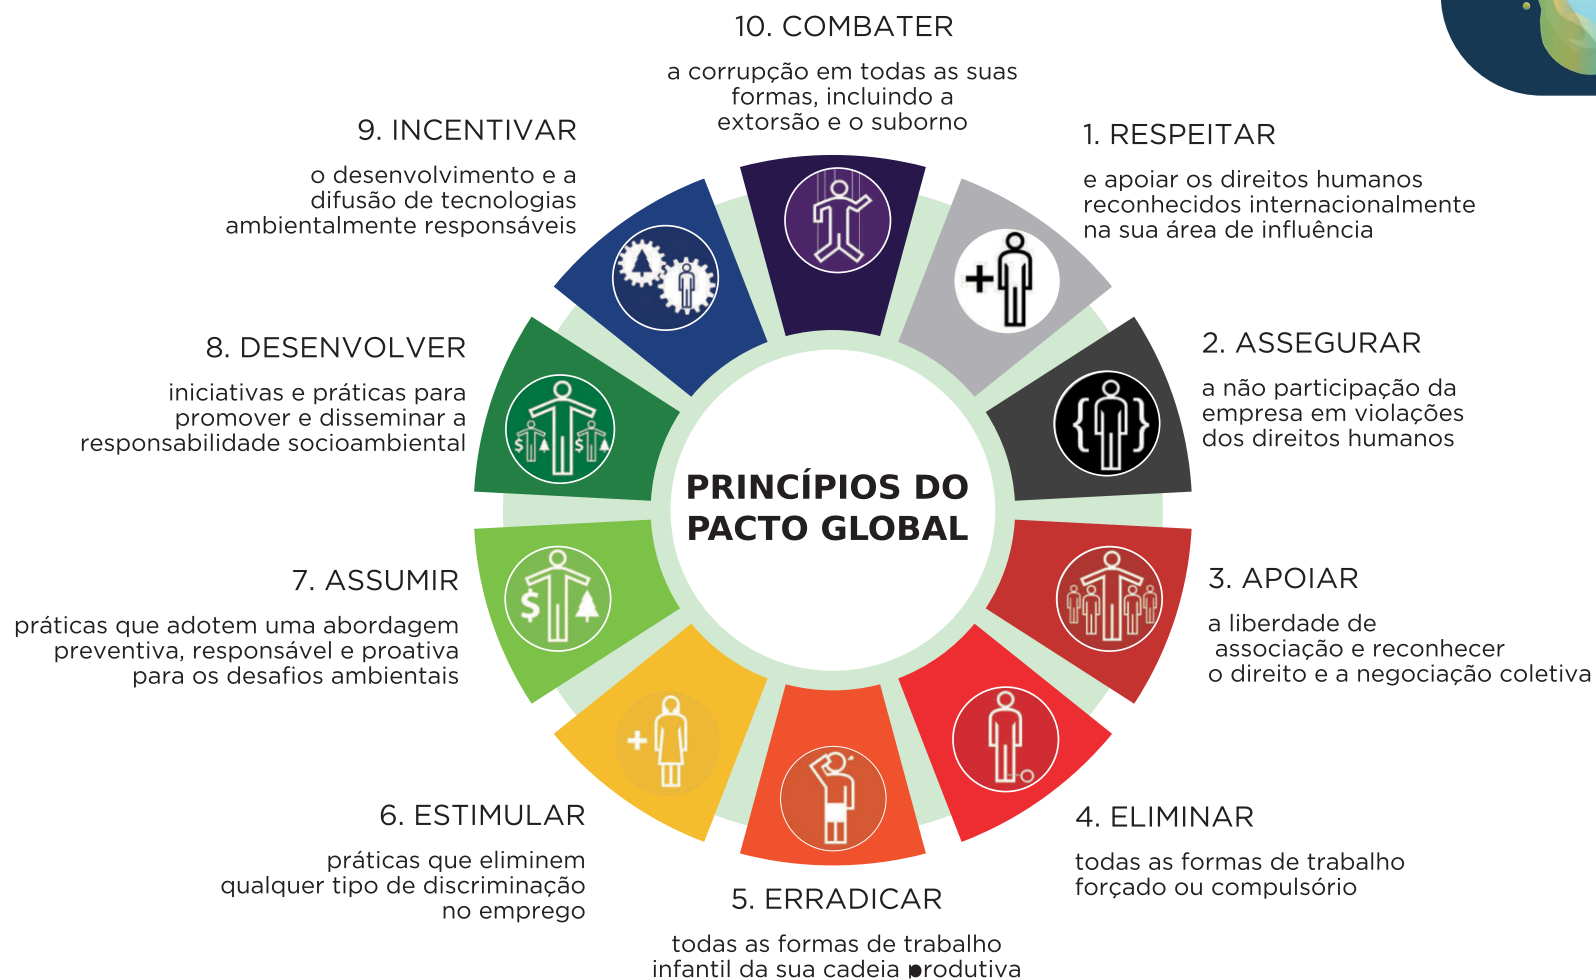 10. COMBATER
a corrupção em todas as suas
formas, incluindo a
extorsão e o suborno
1. RESPEITAR
e apoiar os direitos humanos
reconhecidos internacionalmente
na sua área de influência
2. ASSEGURAR
a não participação da
empresa em violações
dos direitos humanos
3. APOIAR
a liberdade de
associação e reconhecer
o direito e a negociação coletiva
4. ELIMINAR
todas as formas de trabalho
forçado ou compulsório
5. ERRADICAR
todas as formas de trabalho
infantil da sua cadeia produtiva
6. ESTIMULAR
práticas que eliminem
qualquer tipo de discriminação
no emprego
7. ASSUMIR
práticas que adotem uma abordagem
preventiva, responsável e proativa
para os desafios ambientais
8. DESENVOLVER
iniciativas e práticas para
promover e disseminar a
responsabilidade socioambiental
9. INCENTIVAR
o desenvolvimento e a
difusão de tecnologias
ambientalmente responsáveis
PRINCÍPIOS DO
PACTO GLOBAL